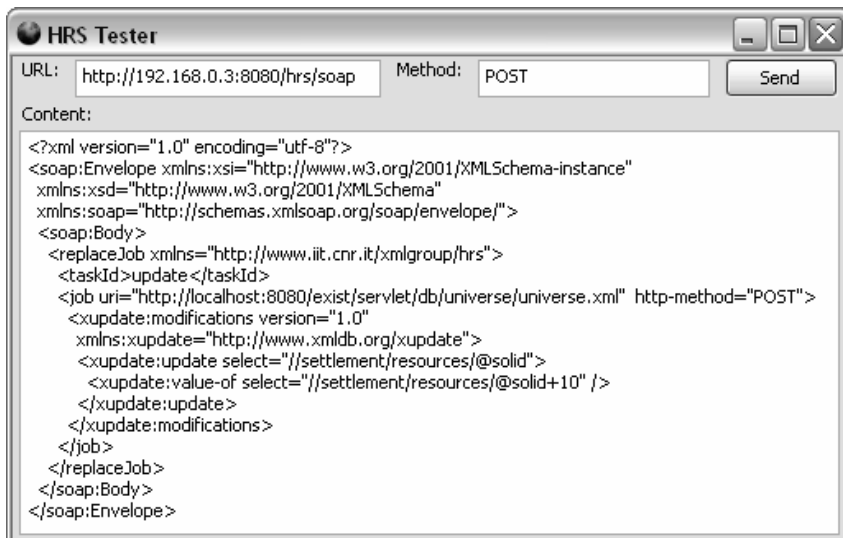 HRS Tester
URL: http://192.168.0.3:8080/hrs/soap Method: POST Send
Content:
<?xml version="1.0" encoding="utf-8"?>
<soap:Envelope xmlns:xsi="http://www.w3.org/2001/XMLSchema-instance"
xmlns:xsd="http://www.w3.org/2001/XMLSchema"
xmlns:soap="http://schemas.xmlsoap.org/soap/envelope/">
<soap:Body>
<replaceJob xmlns="http://www.iit.cnr.it/xmlgroup/hrs">
<taskId>update</taskId>
<job uri="http://localhost:8080/exist/servlet/db/universe/universe.xml" http-method="POST">
<xupdate:modifications version="1.0"
xmlns:xupdate="http://www.xmldb.org/xupdate">
<xupdate:update select="//settlement/resources/@solid">
<xupdate:value-of select="//settlement/resources/@solid+10" />
</xupdate:update>
</xupdate:modifications>
</job>
</replaceJob>
</soap:Body>
</soap:Envelope>